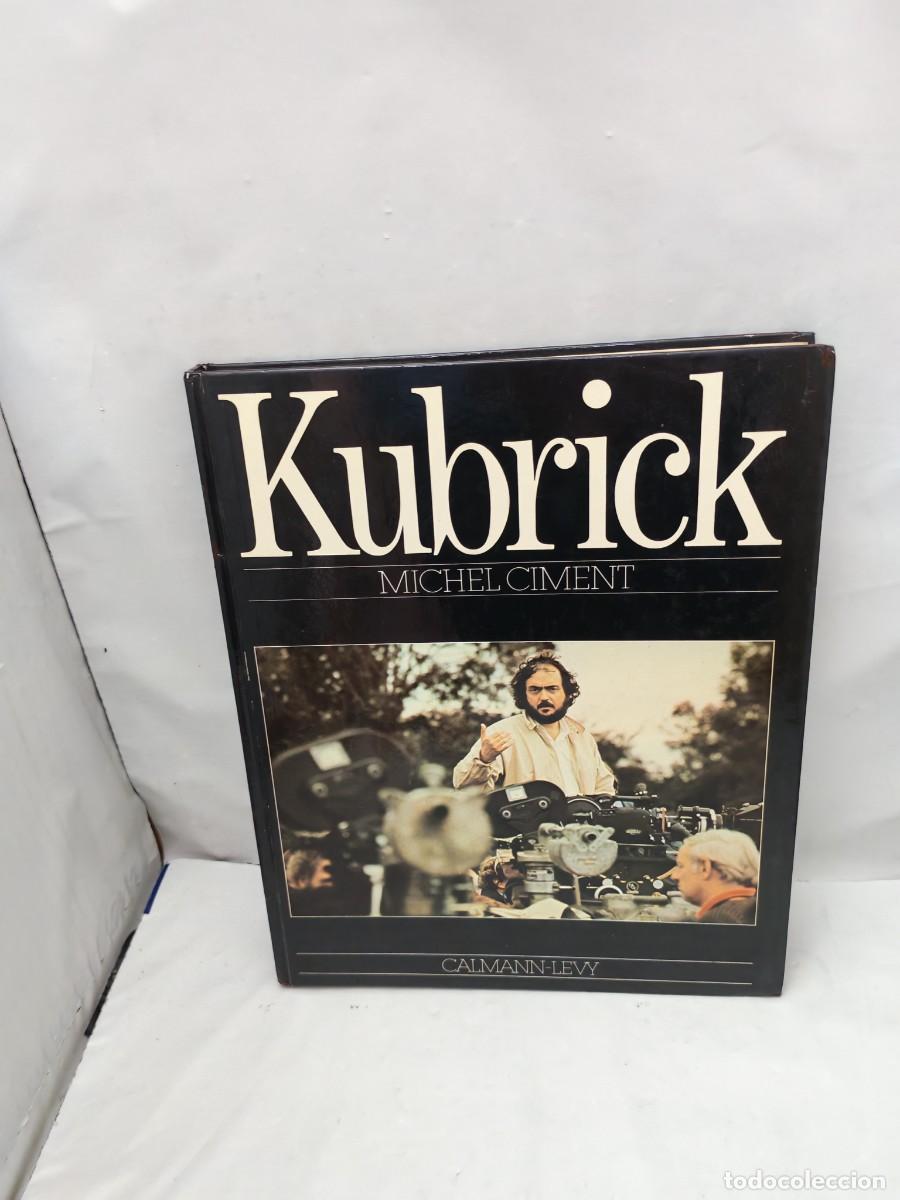 Kubrick
MICHEL CIMENT
CALMANN-LEVY
todocoleccion